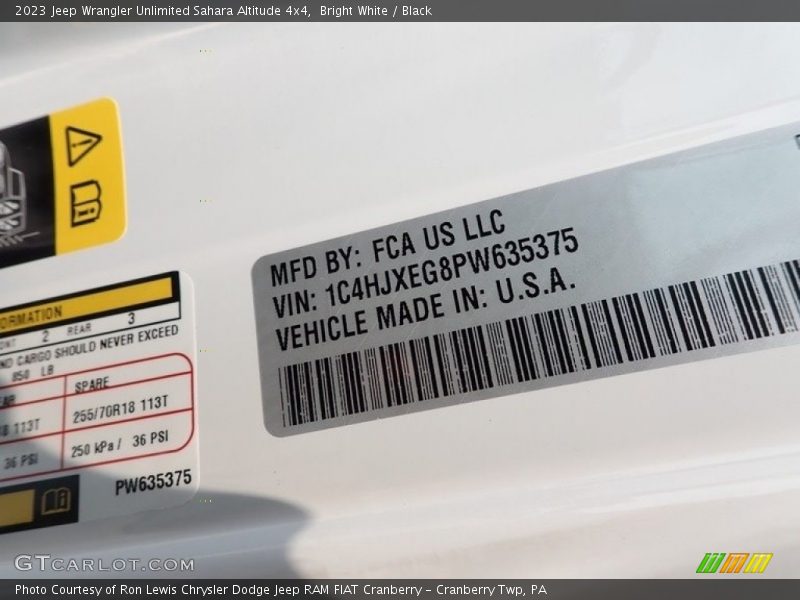 2023 Jeep Wrangler Unlimited Sahara Altitude 4x4, Bright White / Black
MFD BY: FCA US LLC
VIN: 1C4HJXEG8PW635375
VEHICLE MADE IN: U.S.A.
ORMATION
2 REAR 3
ND CARGO SHOULD NEVER EXCEED
850 LB
SPARE
113T 255/70R18 113T
36 PSI 250 kPa / 36 PSI
PW635375
GTCARLOT.COM
Photo Courtesy of Ron Lewis Chrysler Dodge Jeep RAM FIAT Cranberry – Cranberry Twp, PA